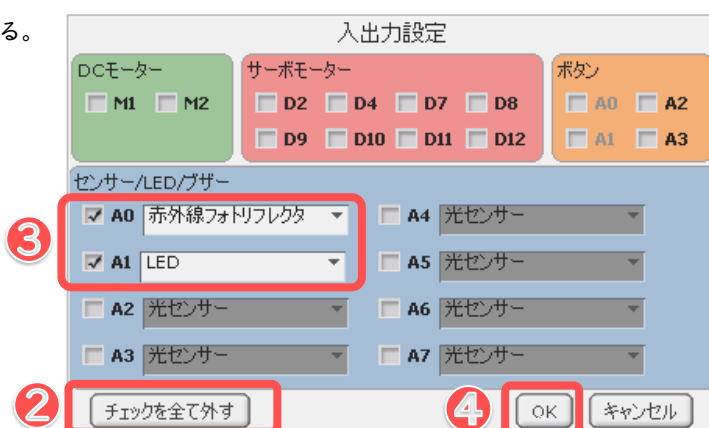 る。
入出力設定
DCモーター
M1 M2
サーボモーター
D2 D4 D7 D8
D9 D10 D11 D12
ボタン
A0 A2
A1 A3
センサー/LED/ブザー
3
A0 赤外線フォトリフレクタ
A1 LED
A2 光センサー
A3 光センサー
A4 光センサー
A5 光センサー
A6 光センサー
A7 光センサー
2
チェックを全て外す
4
OK
キャンセル